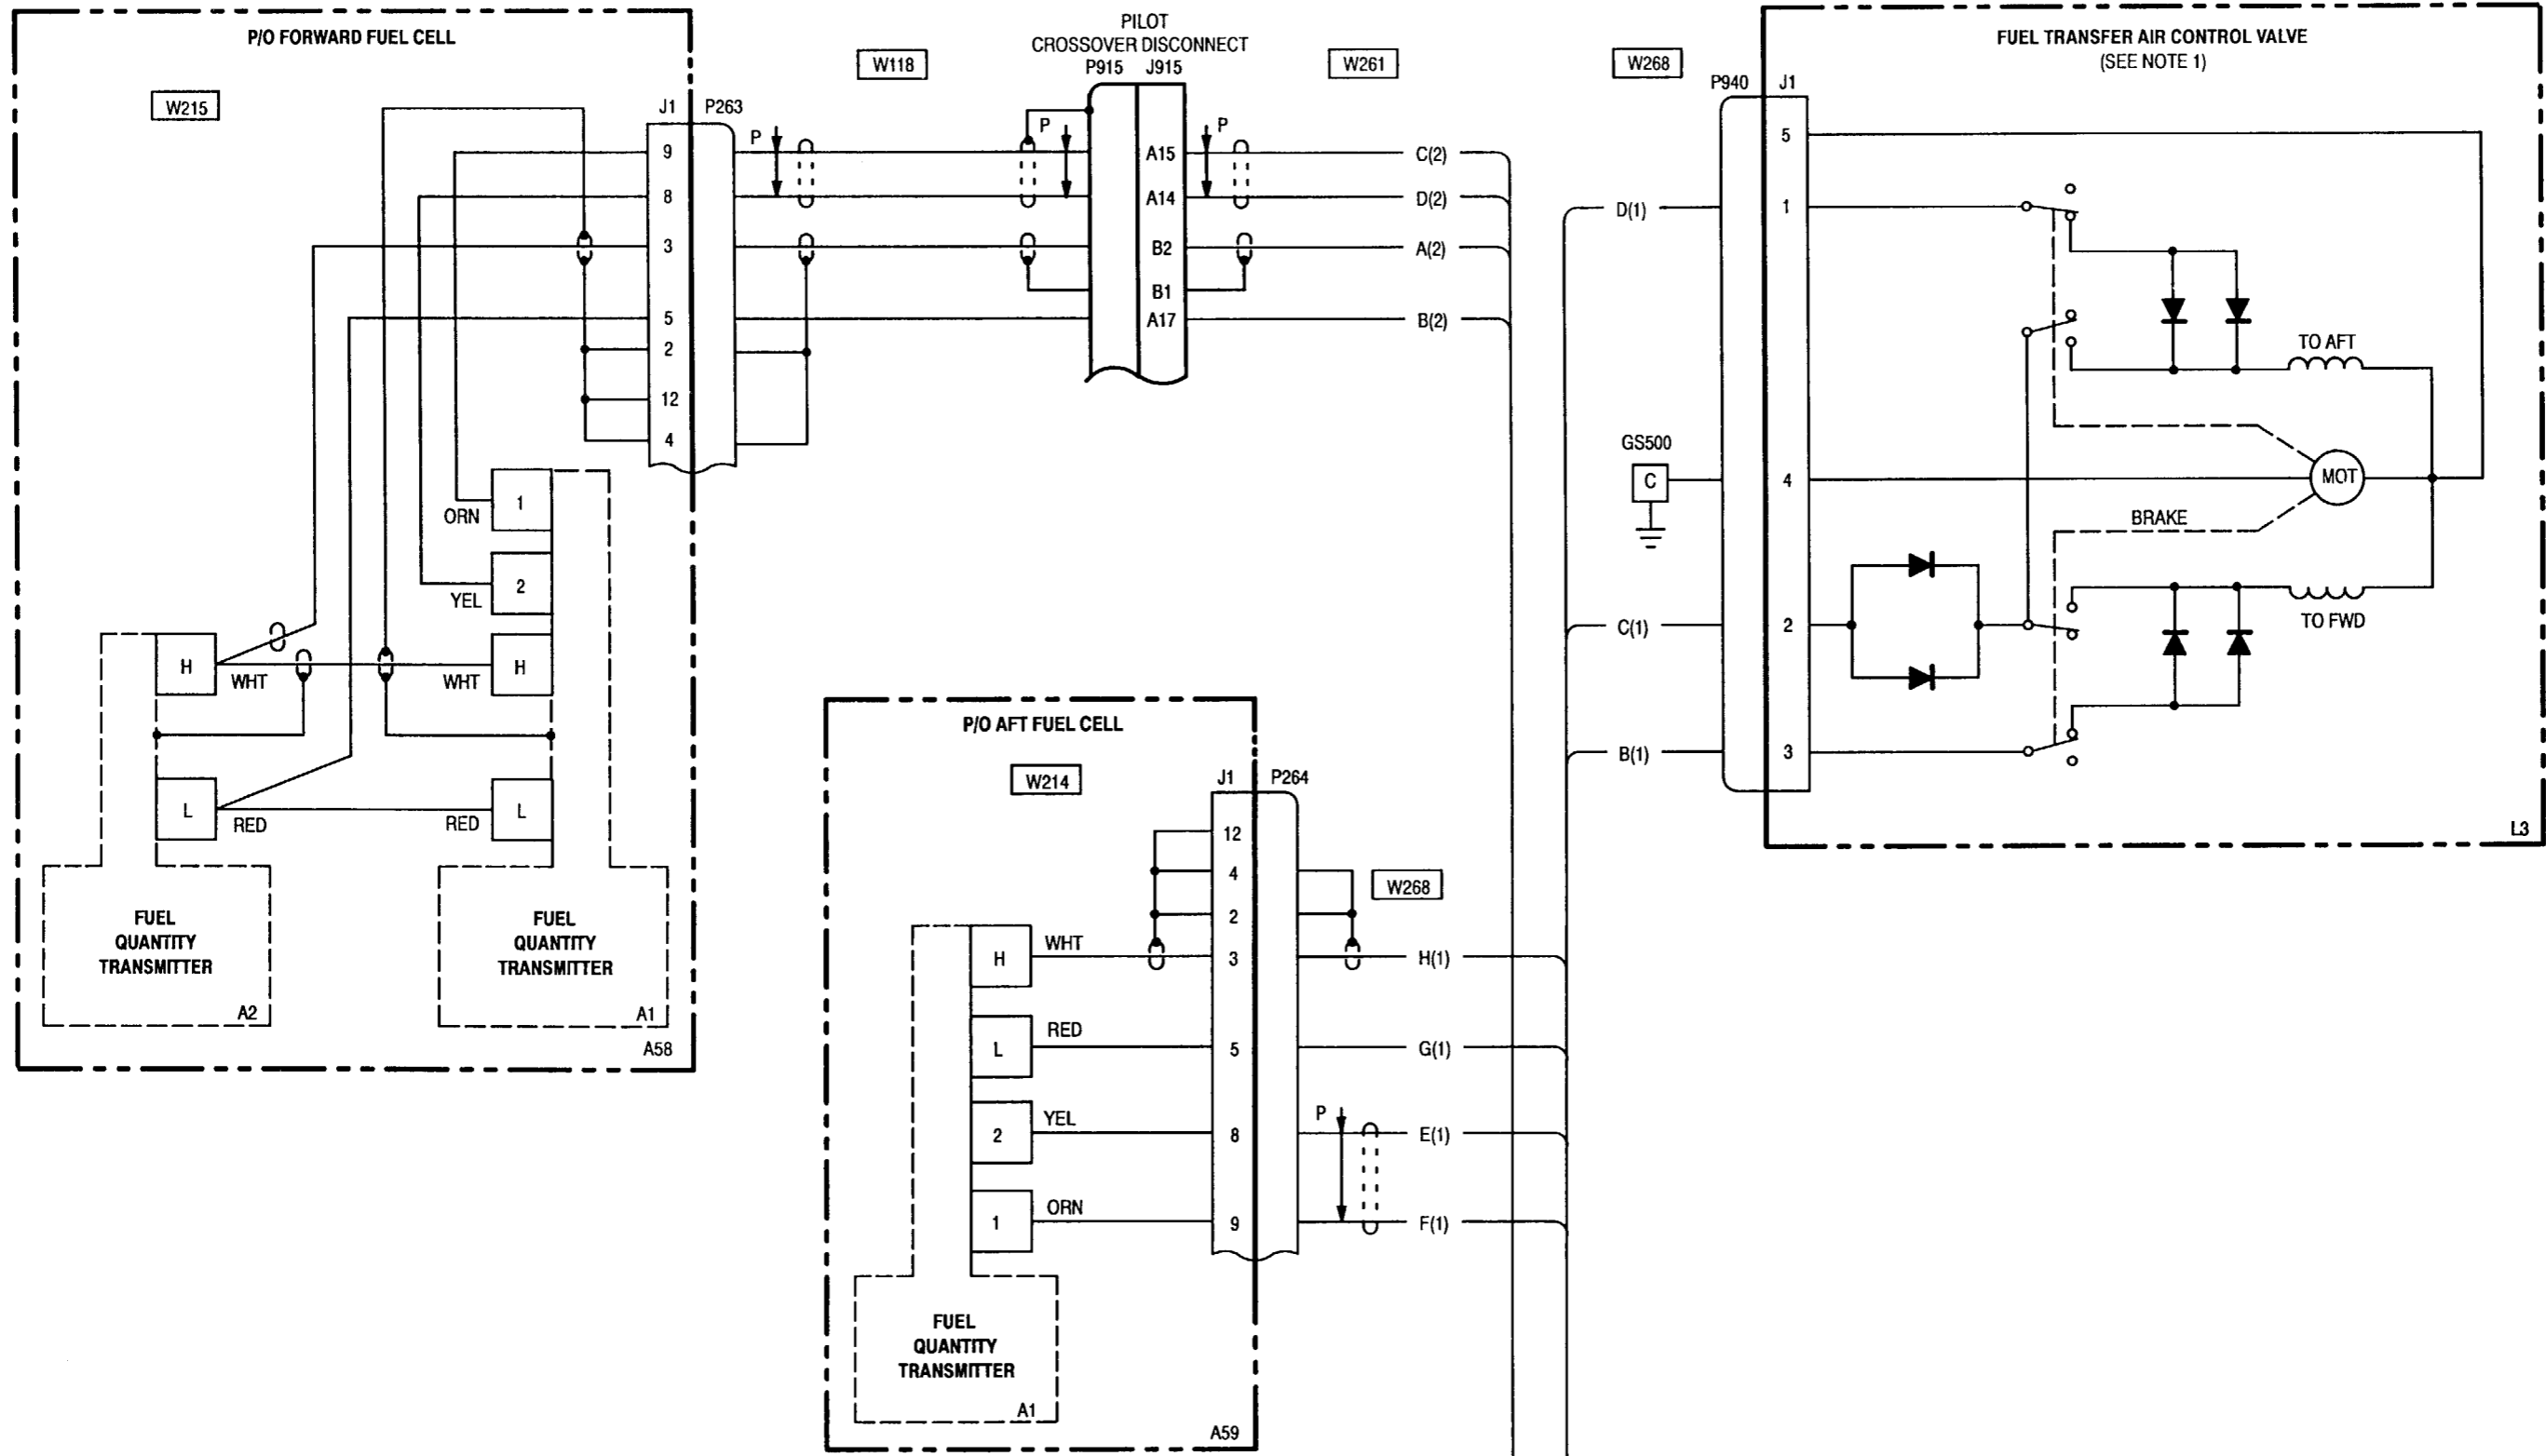 P/O FORWARD FUEL CELL
W215
J1
P263
9
8
3
5
2
12
4
P
W118
PILOT
CROSSOVER DISCONNECT
P915
J915
P
A15
A14
B2
B1
A17
P
W261
C(2)
D(2)
A(2)
B(2)
1
ORN
2
YEL
H
WHT
WHT
H
L
RED
RED
L
FUEL
QUANTITY
TRANSMITTER
A2
FUEL
QUANTITY
TRANSMITTER
A1
A58
P/O AFT FUEL CELL
W214
J1
P264
12
4
2
3
5
8
9
W268
H
WHT
H(1)
L
RED
G(1)
2
YEL
P
E(1)
1
ORN
F(1)
FUEL
QUANTITY
TRANSMITTER
A1
A59
W268
FUEL TRANSFER AIR CONTROL VALVE
(SEE NOTE 1)
P940
J1
5
D(1)
1
TO AFT
GS500
C
4
MOT
BRAKE
C(1)
2
TO FWD
B(1)
3
L3